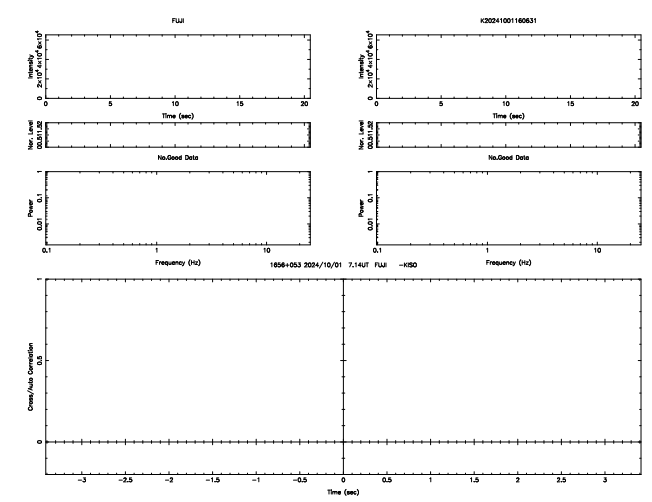 FUJI K20241001160631
Intensity 0 2×10⁴ 4×10⁴ 6×10⁴ Intensity 0 2×10⁴ 4×10⁴ 6×10⁴
0 5 10 15 20 0 5 10 15 20
Time (sec) Time (sec)
Nor. Level 00.511.52 Nor. Level 00.511.52
No.Good Data No.Good Data
Power 0.01 0.1 1 Power 0.01 0.1 1
0.1 1 10 0.1 1 10
Frequency (Hz) Frequency (Hz)
1656+053 2024/10/01 7.14UT FUJI -KISO
Cross/Auto Correlation 0 0.5 1
-3 -2.5 -2 -1.5 -1 -0.5 0 0.5 1 1.5 2 2.5 3
Time (sec)